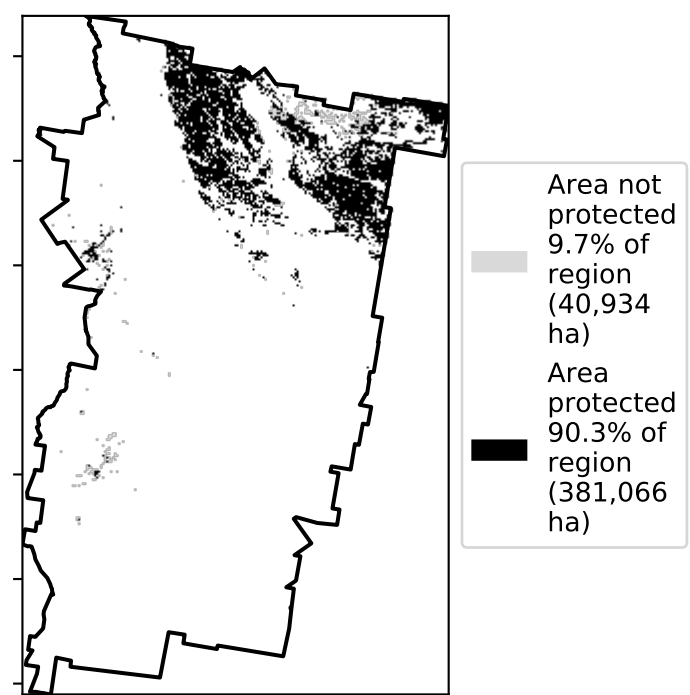 Area not
protected
9.7% of
region
(40,934
ha)
Area
protected
90.3% of
region
(381,066
ha)